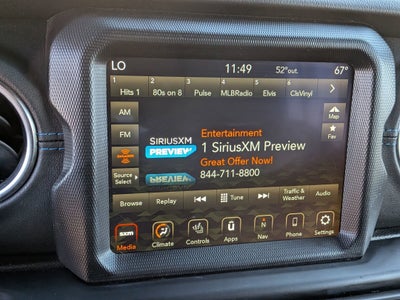 LO 11:49 52°out. 67°
1 2 3 4 5 6
Hits 1 80s on 8 Pulse MLBRadio Elvis ClsVinyl
AM
Map
FM
Fav
Entertainment
SIRIUSXM
PREVIEW
1 SiriusXM Preview
Great Offer Now!
Source
Select
844-711-8800
Browse Replay Tune Traffic & Weather Audio
sxm N
Media Climate Controls Apps Nav Phone Settings